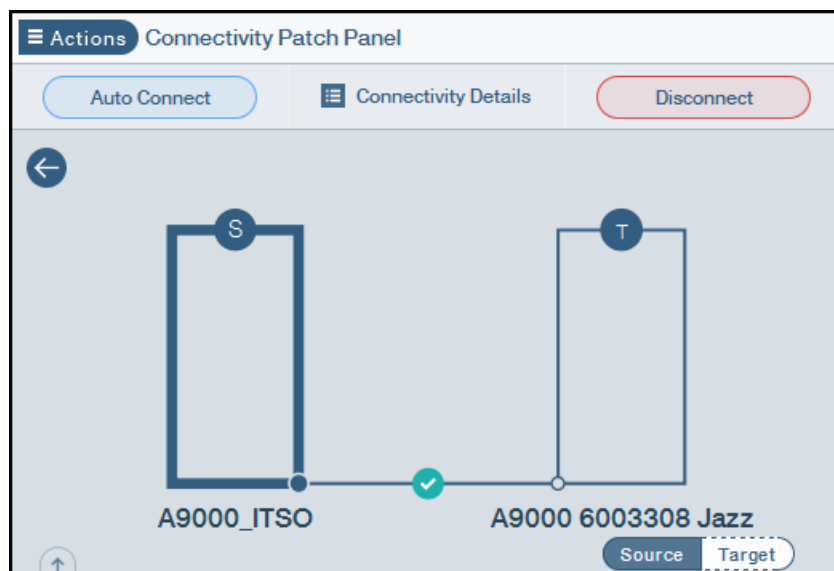 Actions Connectivity Patch Panel
Auto Connect Connectivity Details Disconnect
S T
A9000_ITSO A9000 6003308 Jazz
Source Target